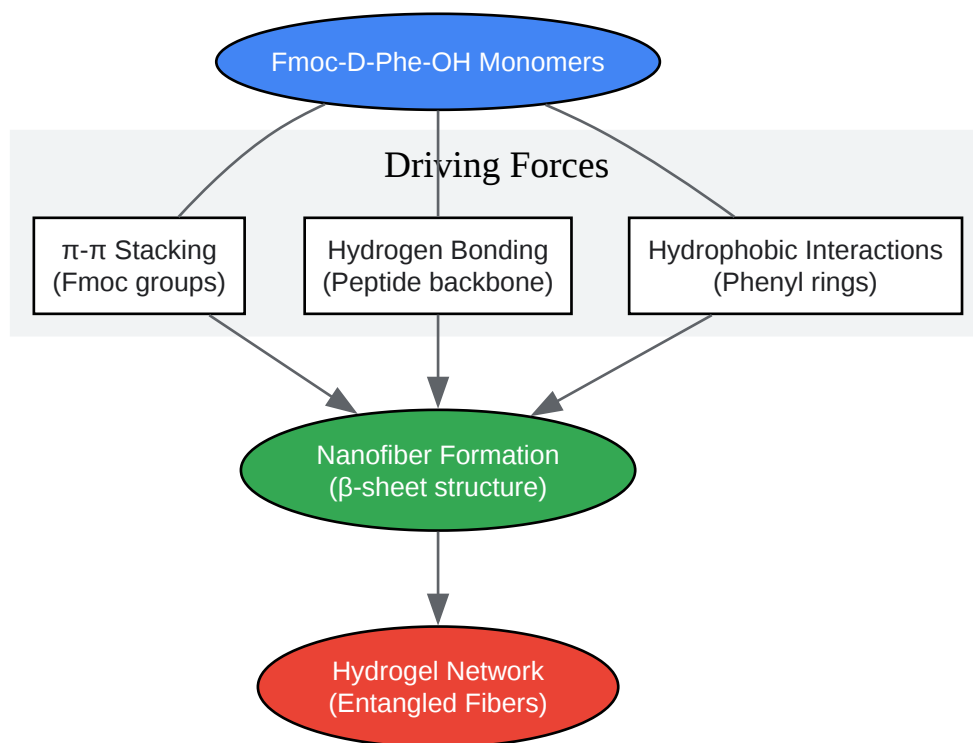 Fmoc-D-Phe-OH Monomers
Driving Forces
π-π Stacking
(Fmoc groups)
Hydrogen Bonding
(Peptide backbone)
Hydrophobic Interactions
(Phenyl rings)
Nanofiber Formation
(β-sheet structure)
Hydrogel Network
(Entangled Fibers)